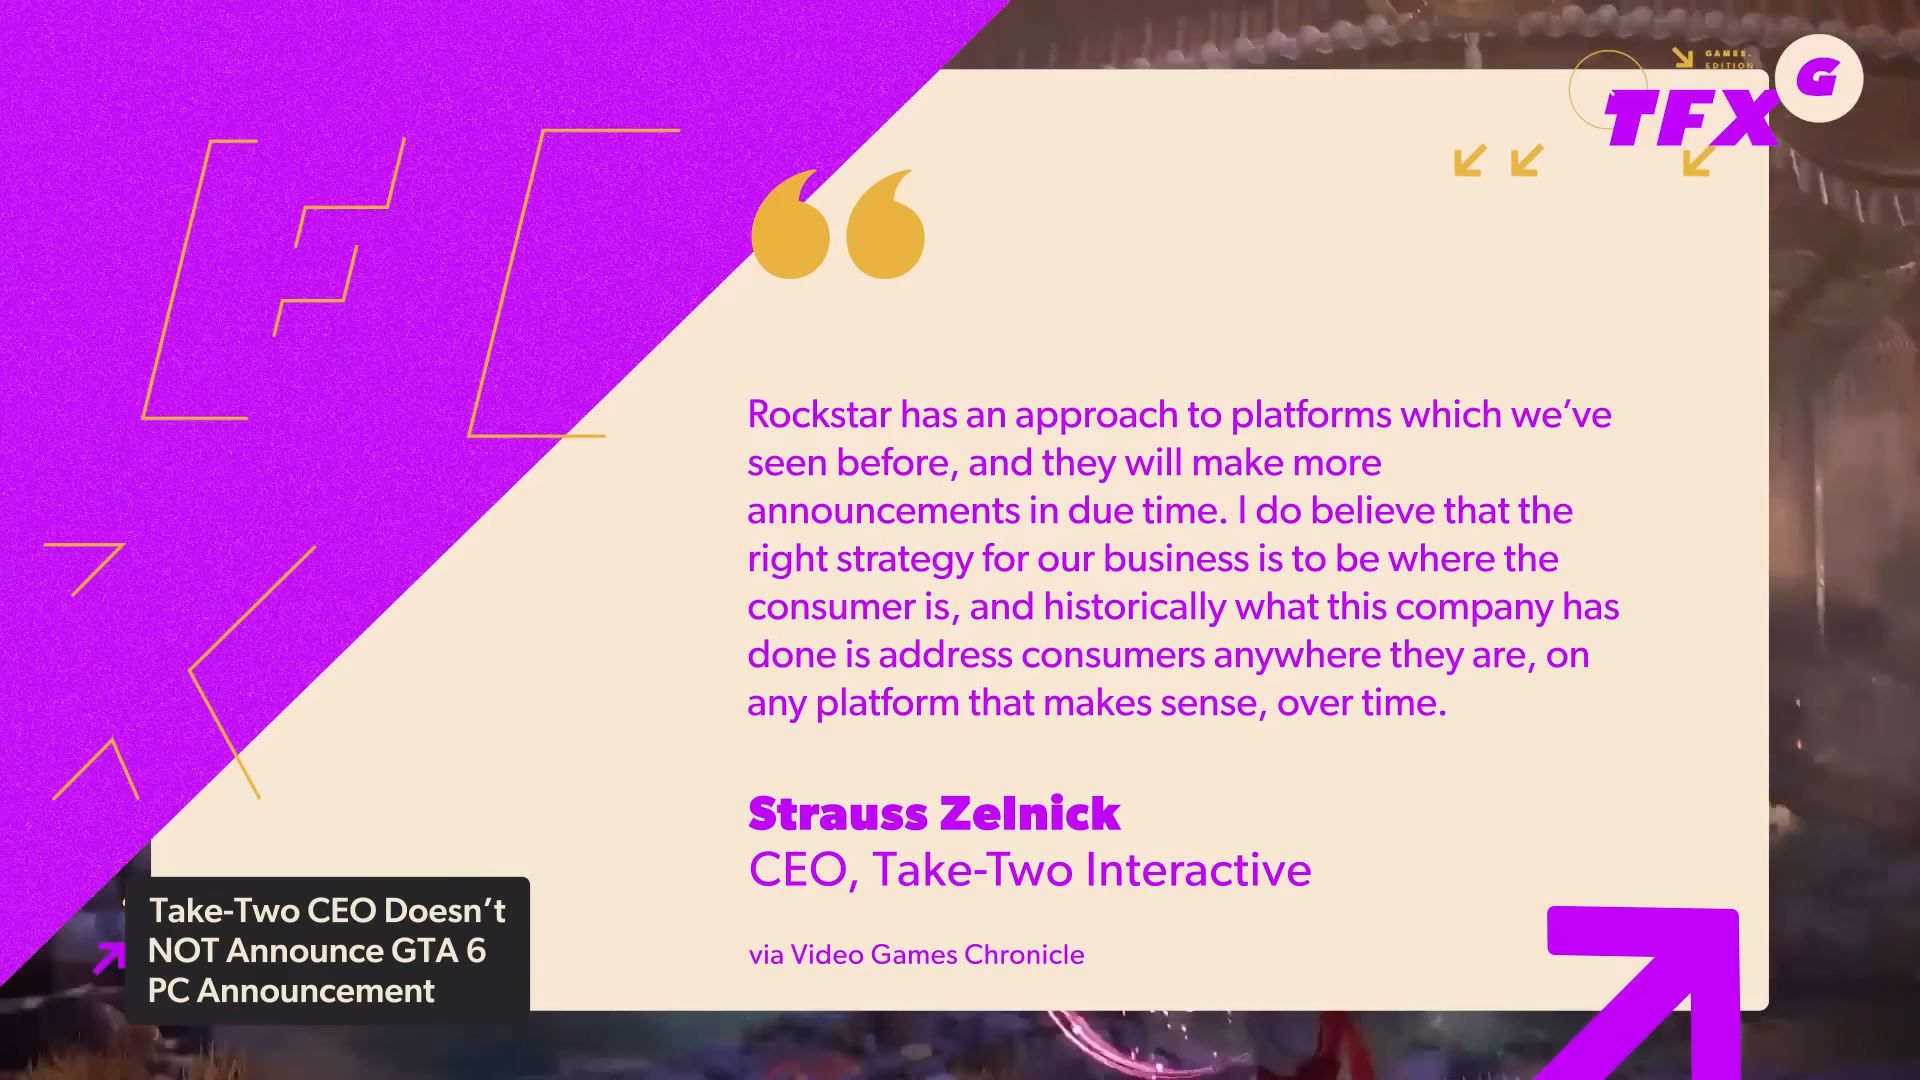 GAMES.
EDITION
TFX
G
“
Rockstar has an approach to platforms which we’ve
seen before, and they will make more
announcements in due time. I do believe that the
right strategy for our business is to be where the
consumer is, and historically what this company has
done is address consumers anywhere they are, on
any platform that makes sense, over time.
Strauss Zelnick
CEO, Take-Two Interactive
via Video Games Chronicle
Take-Two CEO Doesn’t
NOT Announce GTA 6
PC Announcement